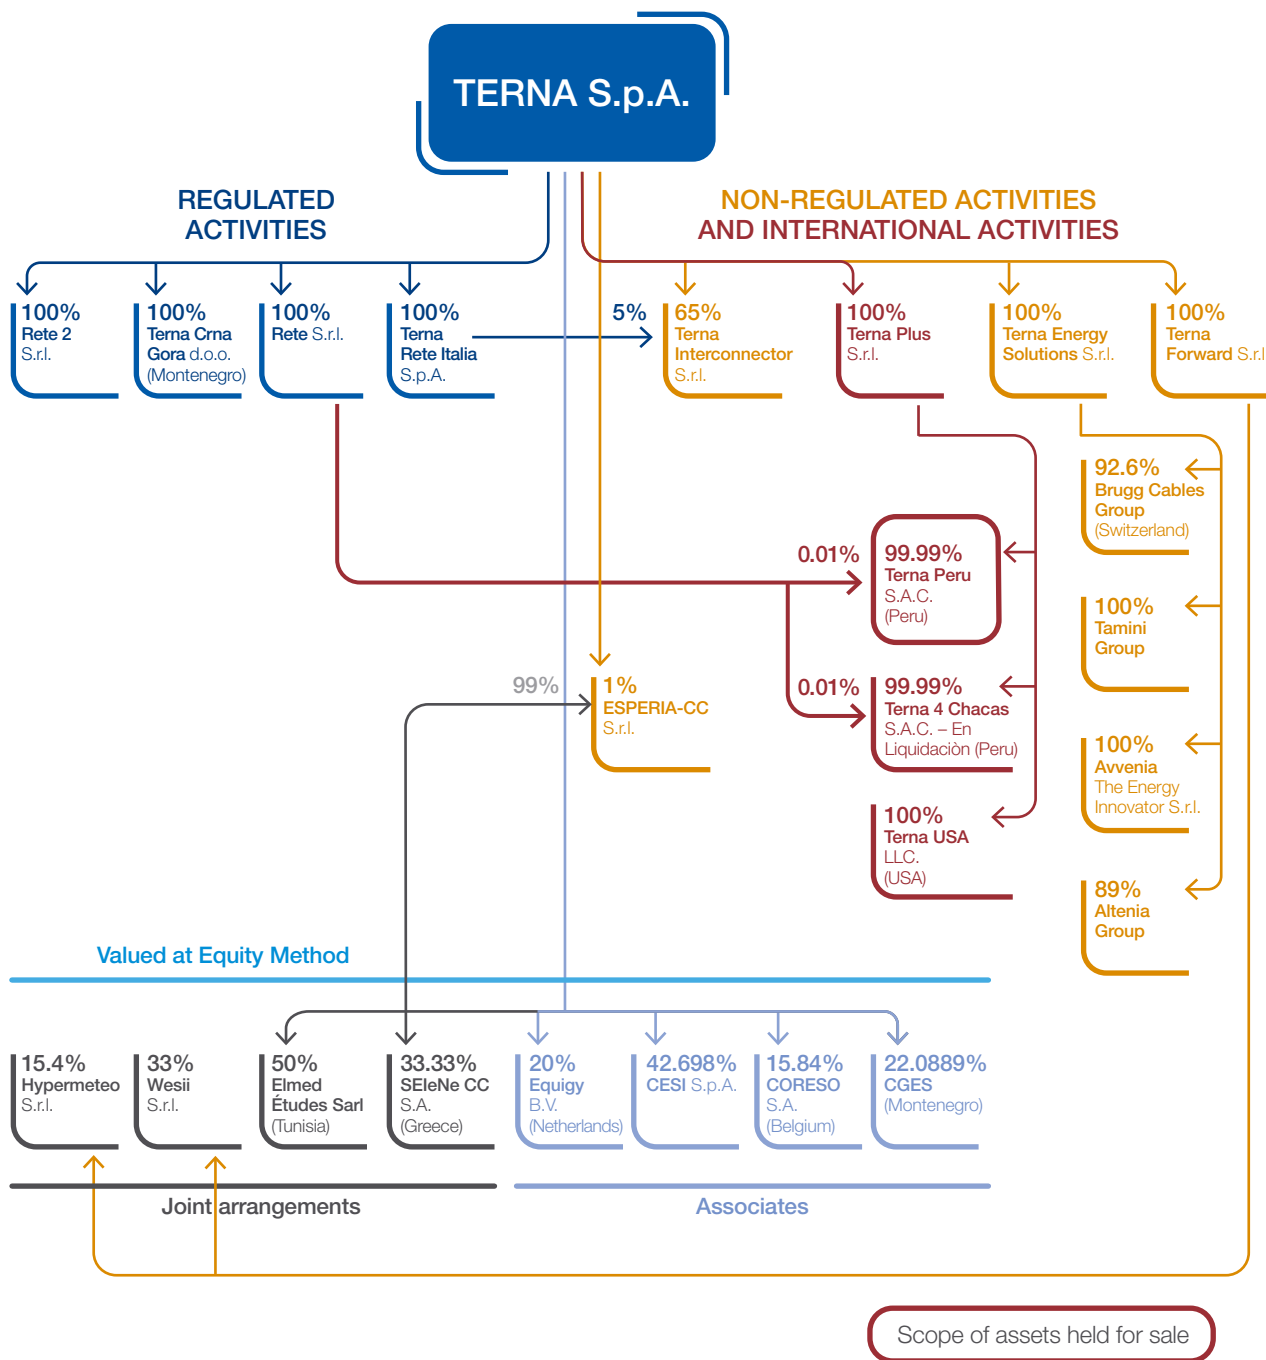 TERNA S.p.A.
REGULATED
ACTIVITIES
NON-REGULATED ACTIVITIES
AND INTERNATIONAL ACTIVITIES
100%
Rete 2
S.r.l.
100%
Terna Crna
Gora d.o.o.
(Montenegro)
100%
Rete S.r.l.
100%
Terna
Rete Italia
S.p.A.
5%
65%
Terna
Interconnector
S.r.l.
100%
Terna Plus
S.r.l.
100%
Terna Energy
Solutions S.r.l.
100%
Terna
Forward S.r.l
92.6%
Brugg Cables
Group
(Switzerland)
0.01%
99.99%
Terna Peru
S.A.C.
(Peru)
100%
Tamini
Group
99%
1%
ESPERIA-CC
S.r.l.
0.01%
99.99%
Terna 4 Chacas
S.A.C. – En
Liquidaciòn (Peru)
100%
Avvenia
The Energy
Innovator S.r.l.
100%
Terna USA
LLC.
(USA)
89%
Altenia
Group
Valued at Equity Method
15.4%
Hypermeteo
S.r.l.
33%
Wesii
S.r.l.
50%
Elmed
Études Sarl
(Tunisia)
33.33%
SEleNe CC
S.A.
(Greece)
20%
Equigy
B.V.
(Netherlands)
42.698%
CESI S.p.A.
15.84%
CORESO
S.A.
(Belgium)
22.0889%
CGES
(Montenegro)
Joint arrangements
Associates
Scope of assets held for sale